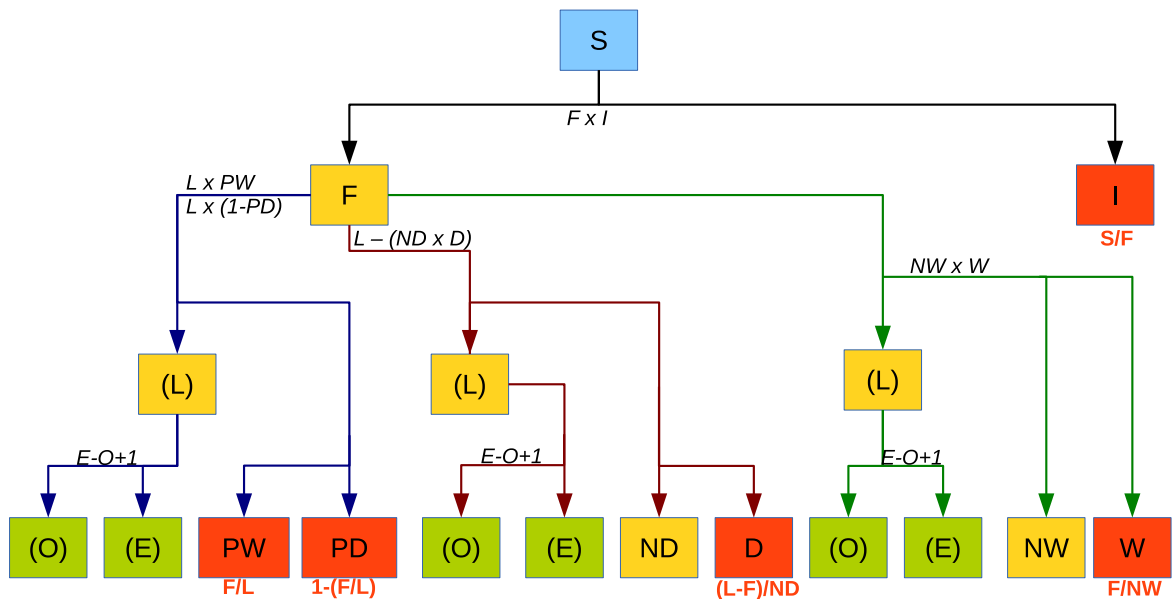 S
F x I
F
I
S/F
L x PW
L x (1-PD)
L – (ND x D)
NW x W
(L)
(L)
(L)
E-O+1
E-O+1
E-O+1
(O)
(E)
PW
PD
(O)
(E)
ND
D
(O)
(E)
NW
W
F/L
1-(F/L)
(L-F)/ND
F/NW